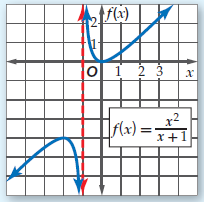 f(x)
2
1
O 1 2 3 x
f(x) = x²/(x + 1)